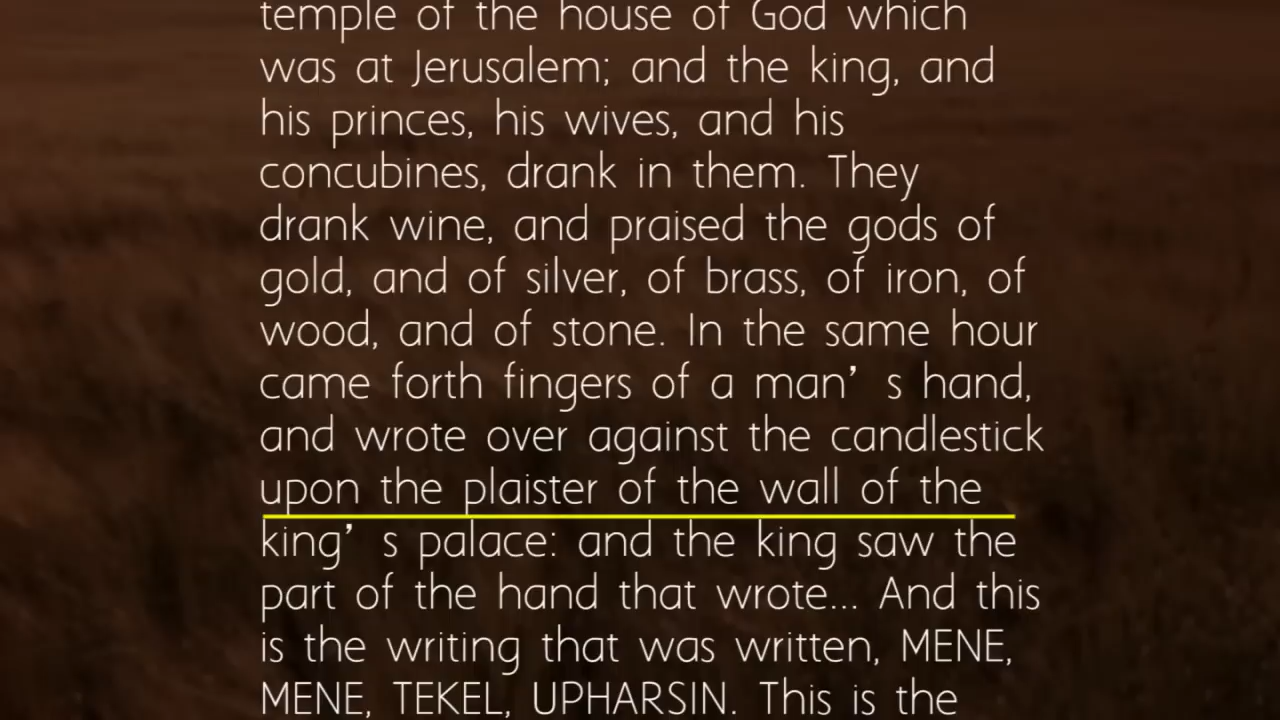 temple of the house of God which
was at Jerusalem; and the king, and
his princes, his wives, and his
concubines, drank in them. They
drank wine, and praised the gods of
gold, and of silver, of brass, of iron, of
wood, and of stone. In the same hour
came forth fingers of a man’ s hand,
and wrote over against the candlestick
upon the plaister of the wall of the
king’ s palace: and the king saw the
part of the hand that wrote... And this
is the writing that was written, MENE,
MENE, TEKEL, UPHARSIN. This is the